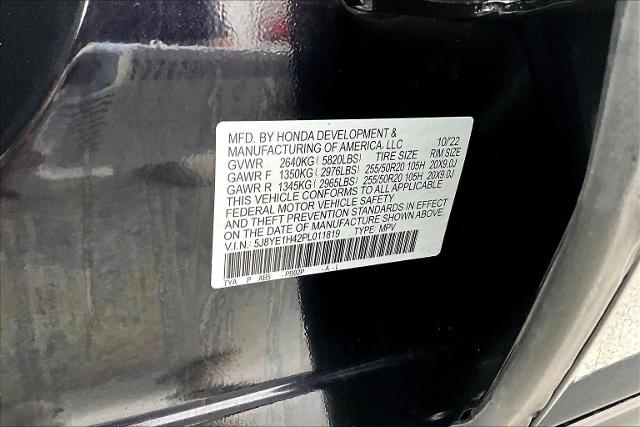 MFD. BY HONDA DEVELOPMENT &
MANUFACTURING OF AMERICA, LLC 10/'22
GVWR 2640KG ( 5820LBS) TIRE SIZE RIM SIZE
GAWR F 1350KG ( 2976LBS) 255/50R20 105H 20X9.0J
GAWR R 1345KG ( 2965LBS) 255/50R20 105H 20X9.0J
THIS VEHICLE CONFORMS TO ALL APPLICABLE
FEDERAL MOTOR VEHICLE SAFETY
AND THEFT PREVENTION STANDARDS IN EFFECT
ON THE DATE OF MANUFACTURE SHOWN ABOVE.
V.I.N.: 5J8YE1H42PL011819 TYPE: MPV
TYA P ABS -PB92P -A -L